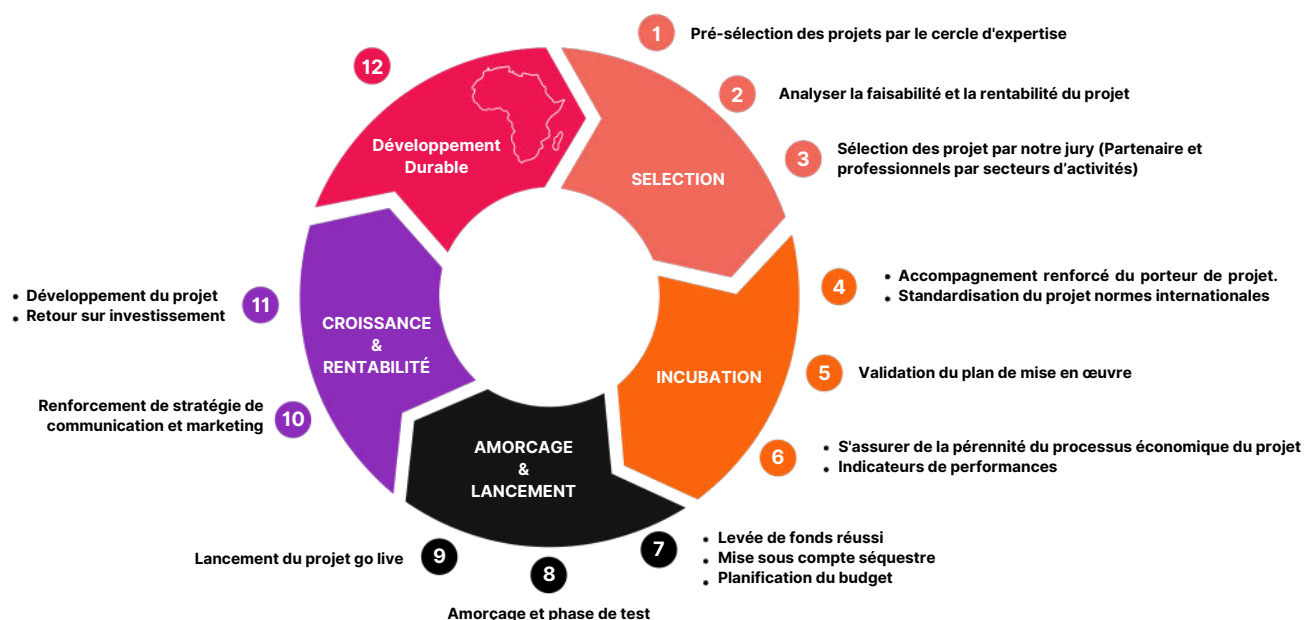 1
Pré-sélection des projets par le cercle d'expertise
2
Analyser la faisabilité et la rentabilité du projet
3
Sélection des projet par notre jury (Partenaire et
professionnels par secteurs d'activités)
SELECTION
4
• Accompagnement renforcé du porteur de projet.
• Standardisation du projet normes internationales
5
Validation du plan de mise en œuvre
INCUBATION
6
• S'assurer de la pérennité du processus économique du projet
• Indicateurs de performances
7
• Levée de fonds réussi
• Mise sous compte séquestre
• Planification du budget
AMORCAGE
&
LANCEMENT
8
Amorçage et phase de test
9
Lancement du projet go live
10
Renforcement de stratégie de
communication et marketing
CROISSANCE
&
RENTABILITÉ
11
• Développement du projet
• Retour sur investissement
12
Développement
Durable